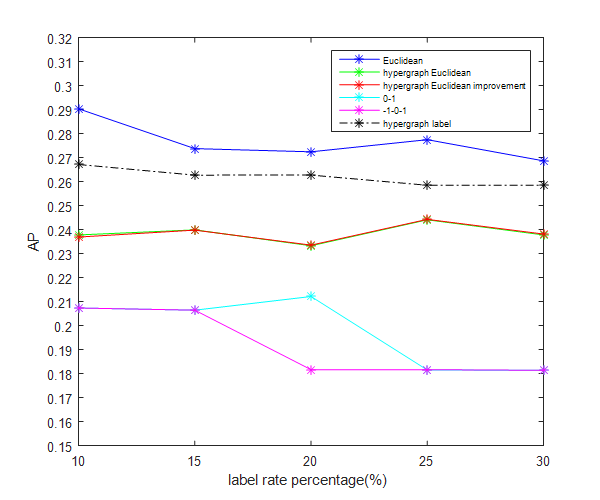 0.32
0.31
0.3
0.29
0.28
0.27
0.26
0.25
0.24
0.23
0.22
0.21
0.2
0.19
0.18
0.17
0.16
0.15
AP
Euclidean
hypergraph Euclidean
hypergraph Euclidean improvement
0-1
-1-0-1
hypergraph label
10 15 20 25 30
label rate percentage(%)